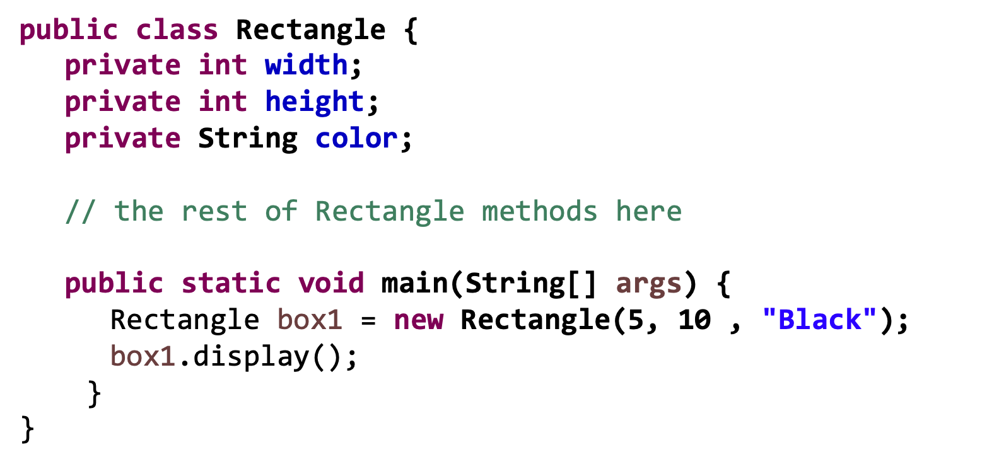 public class Rectangle {
private int width;
private int height;
private String color;
// the rest of Rectangle methods here
public static void main(String[] args) {
Rectangle box1 = new Rectangle(5, 10 , "Black");
box1.display();
}
}